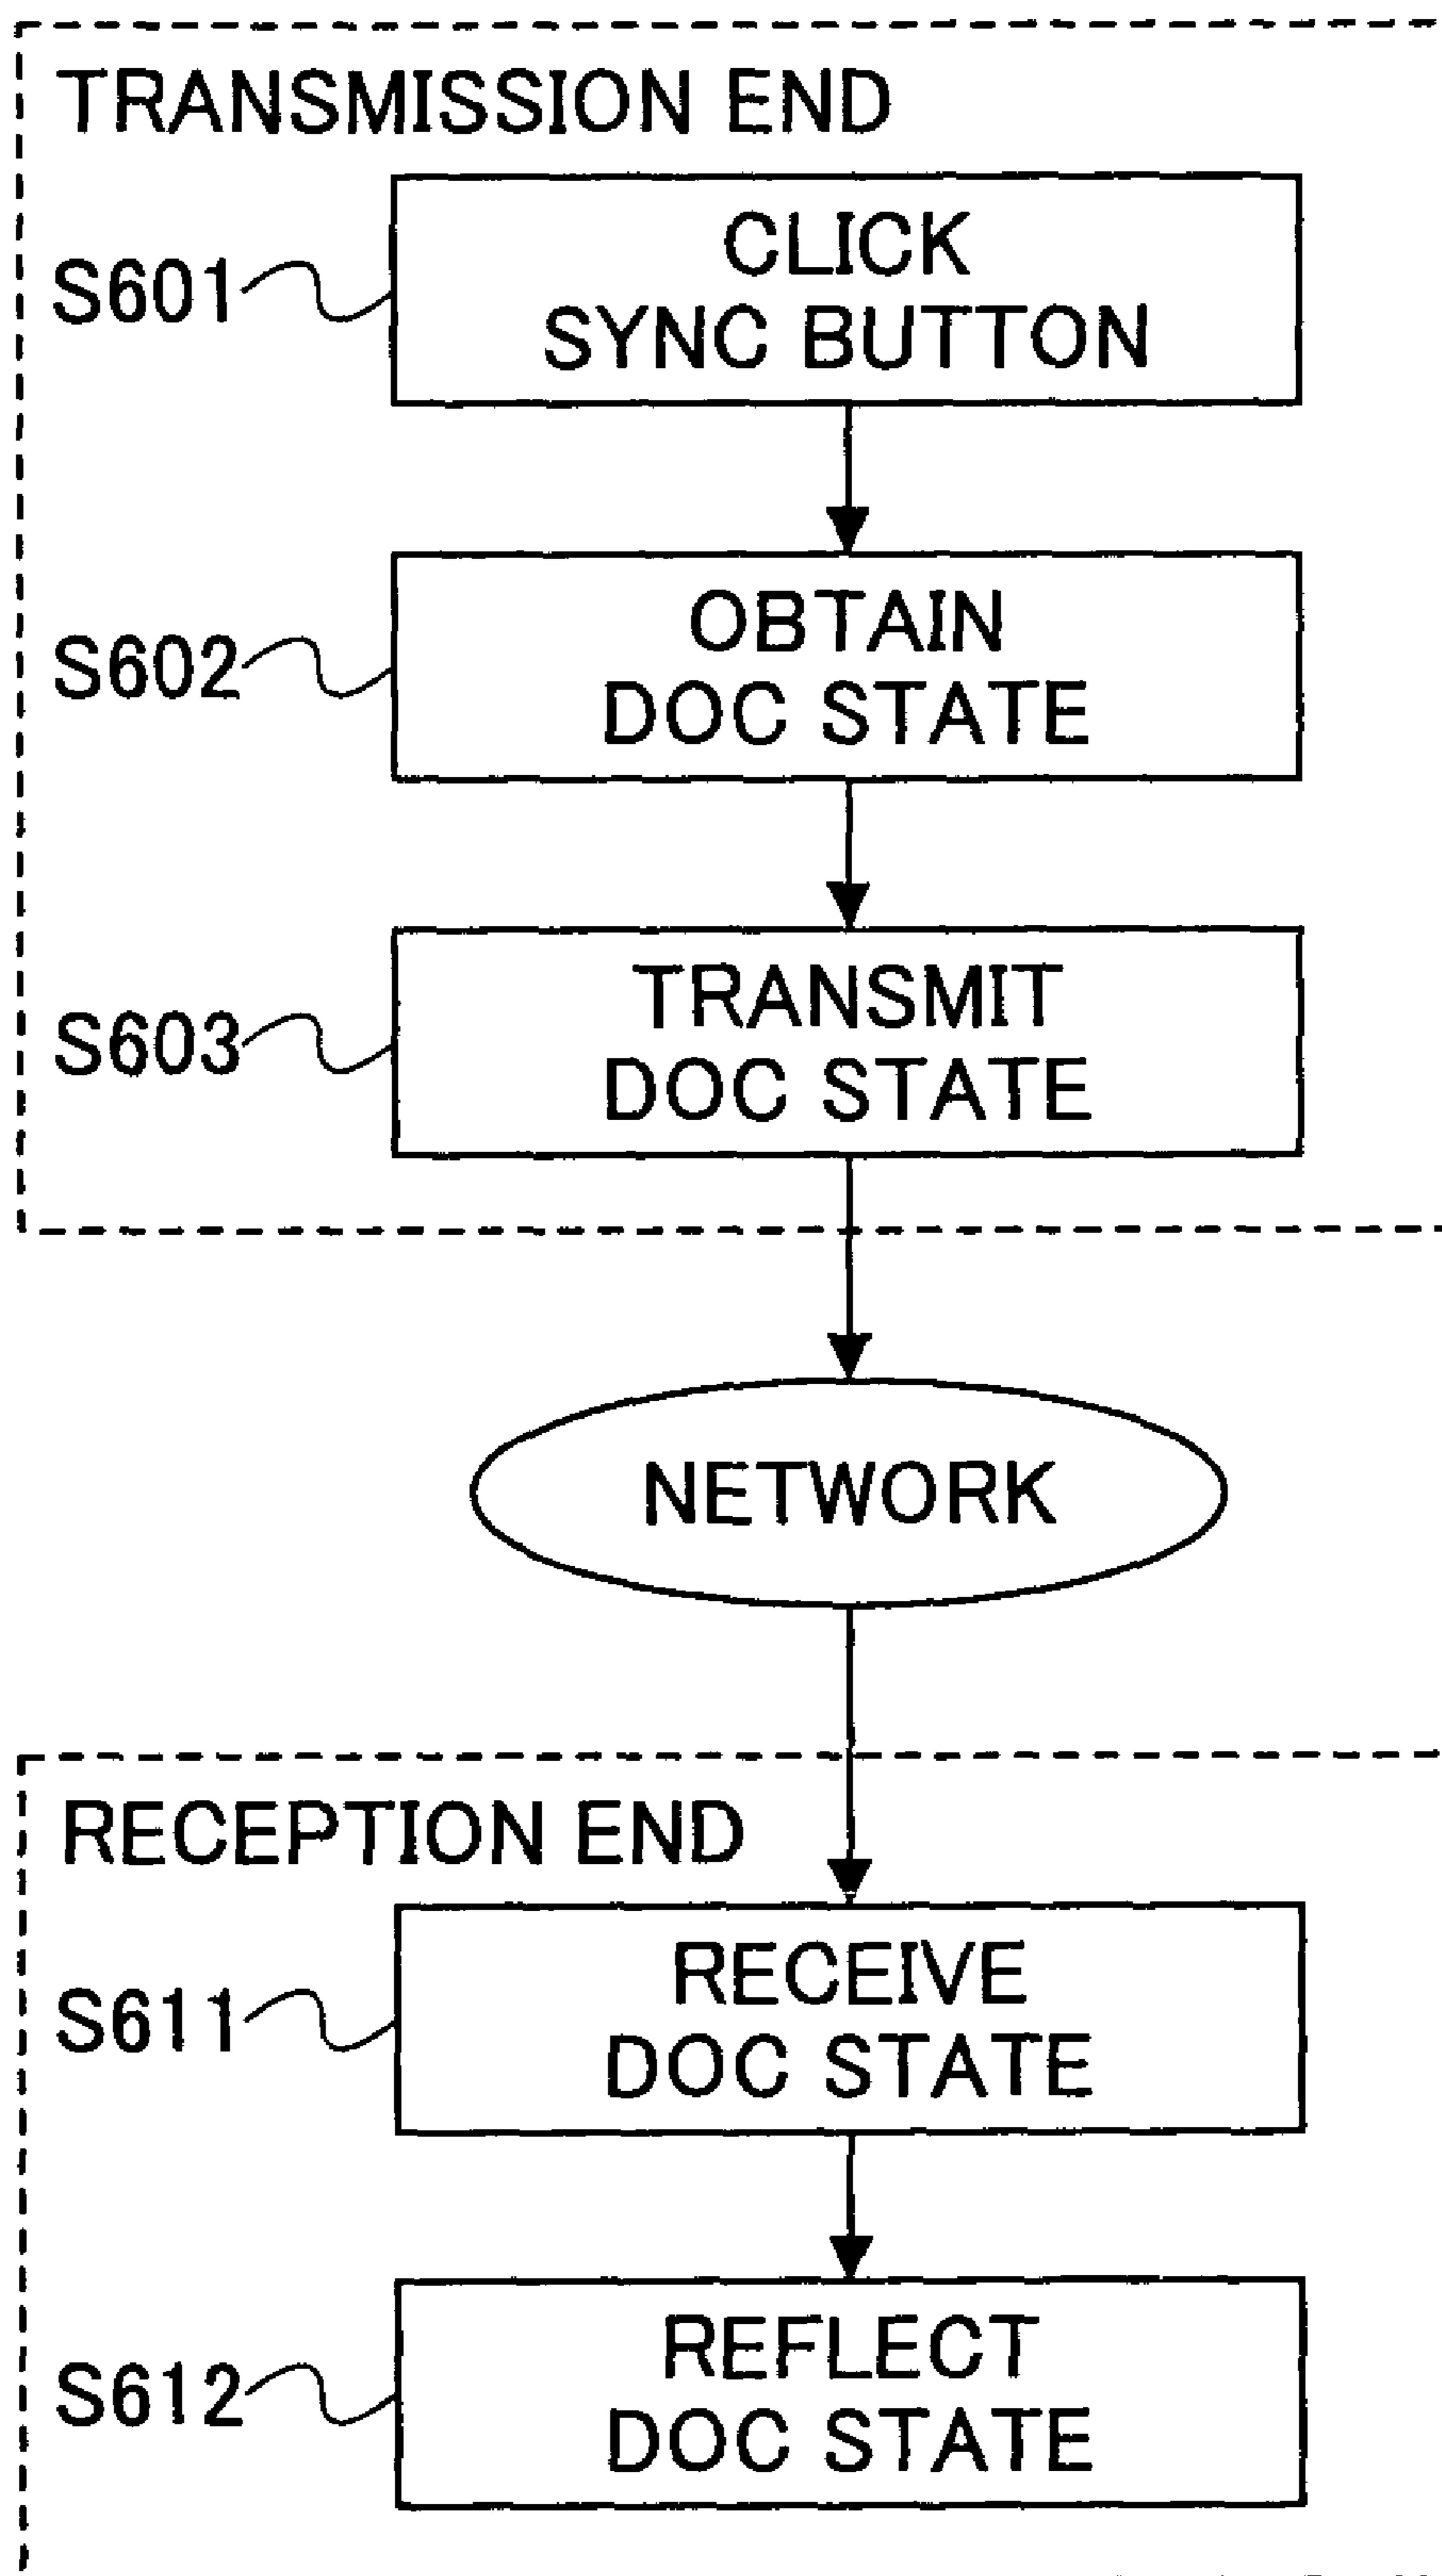 TRANSMISSION END
CLICK
SYNC BUTTON
S601
OBTAIN
DOC STATE
S602
TRANSMIT
DOC STATE
S603
NETWORK
RECEPTION END
RECEIVE
DOC STATE
S611
REFLECT
DOC STATE
S612